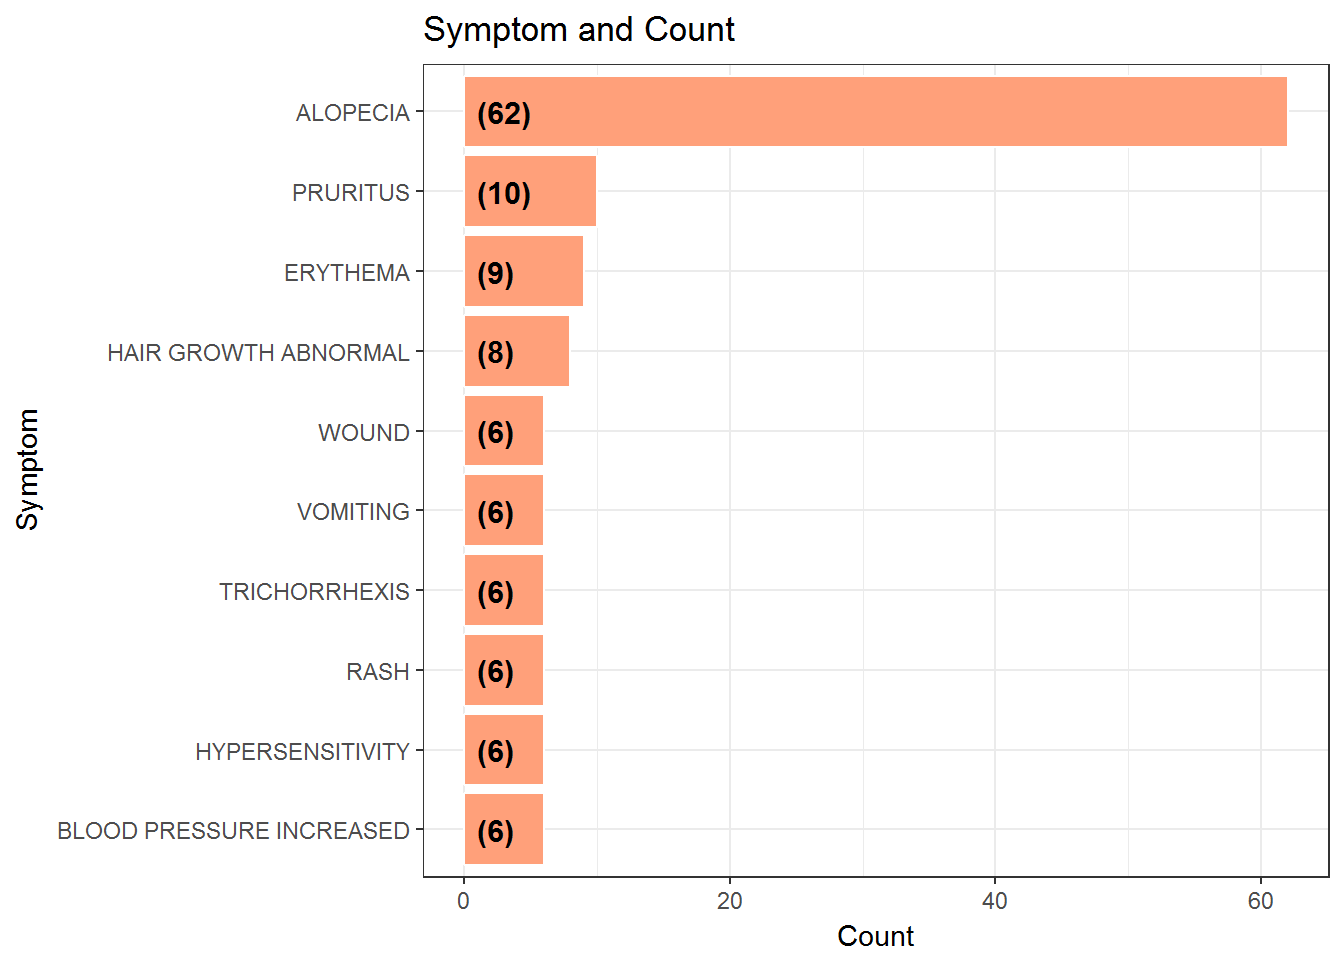 Symptom and Count
Symptom
ALOPECIA (62)
PRURITUS (10)
ERYTHEMA (9)
HAIR GROWTH ABNORMAL (8)
WOUND (6)
VOMITING (6)
TRICHORRHEXIS (6)
RASH (6)
HYPERSENSITIVITY (6)
BLOOD PRESSURE INCREASED (6)
0 20 40 60
Count